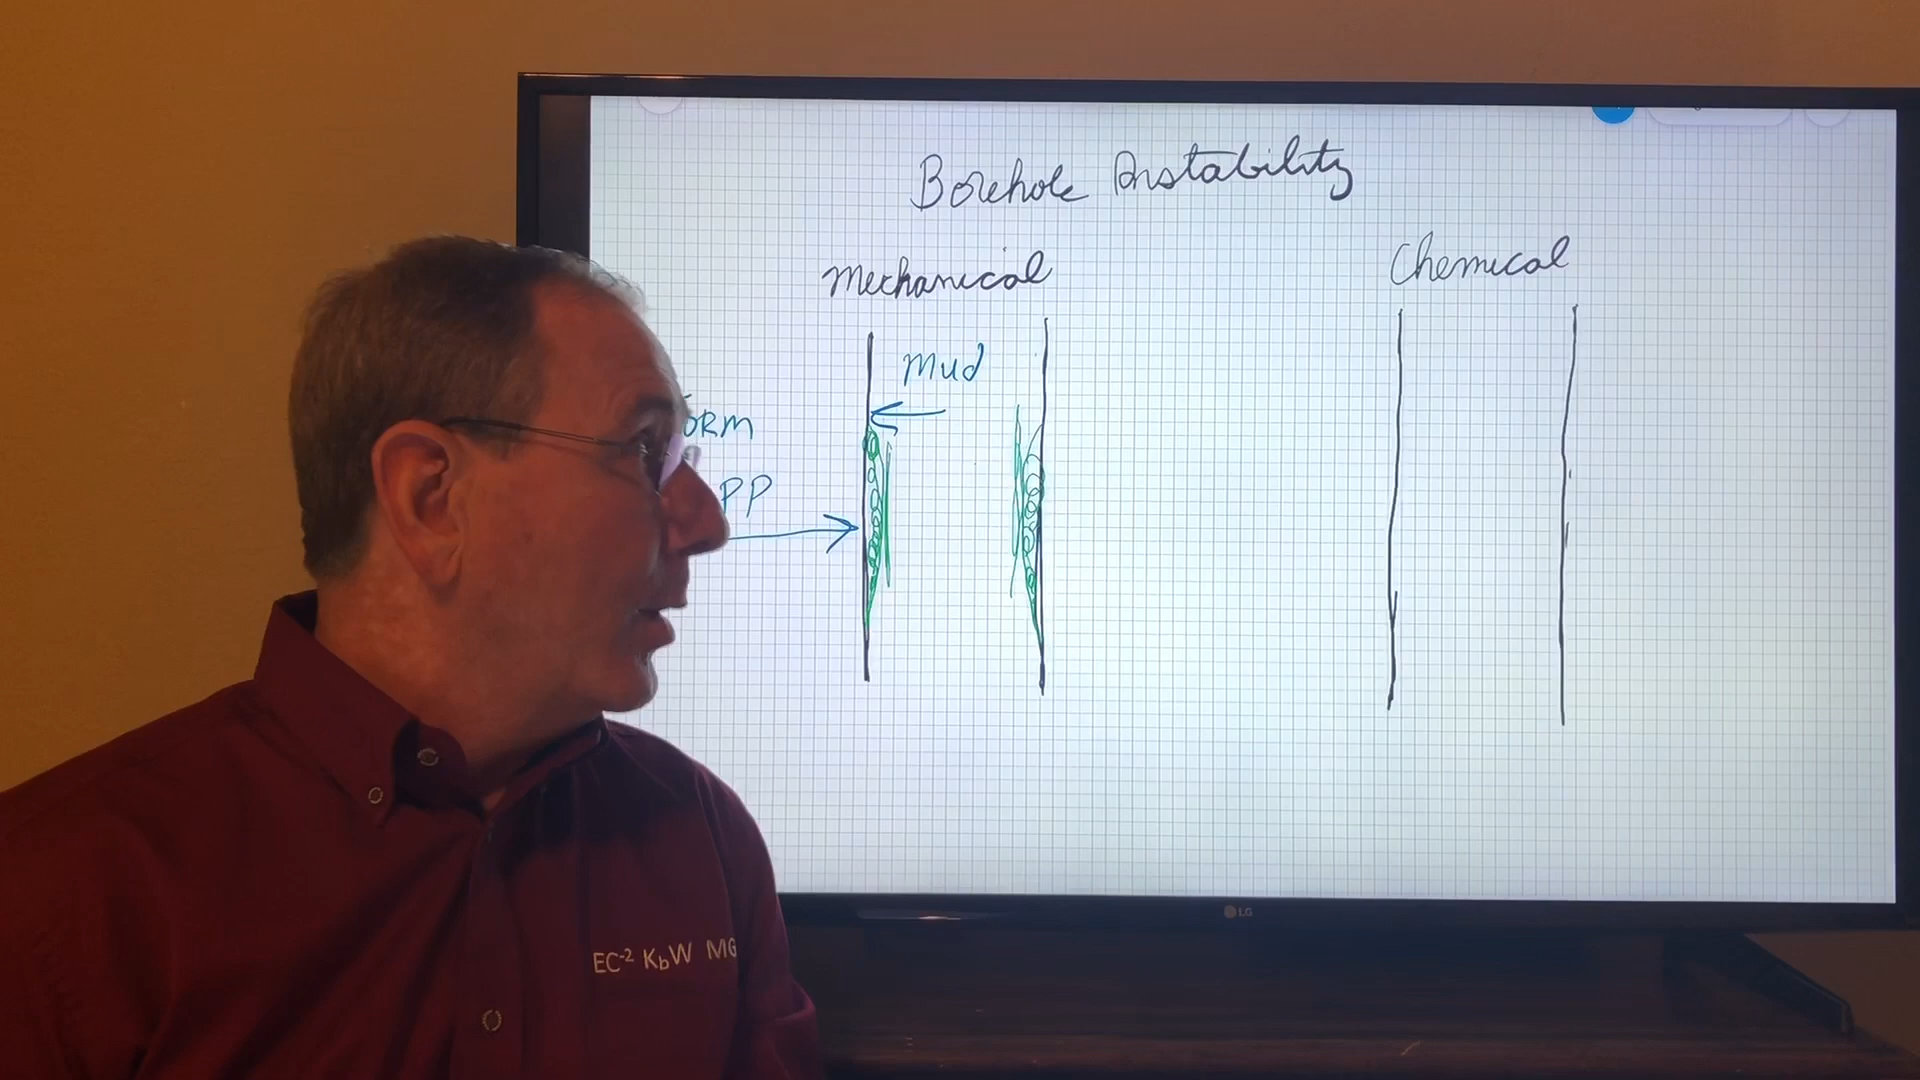 Borehole Instability
Mechanical
Chemical
Mud
ORM
PP
LG
EC-2 KbW MG